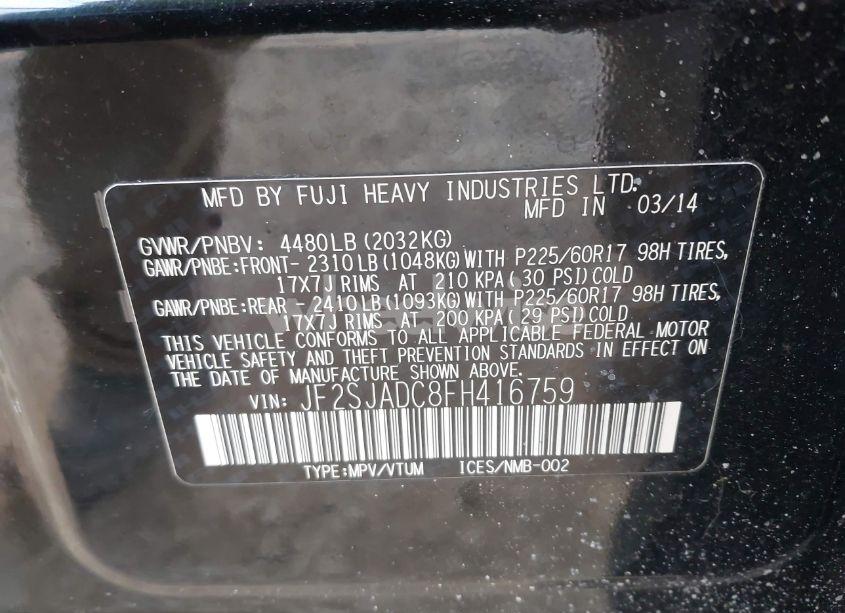 MFD BY FUJI HEAVY INDUSTRIES LTD.
MFD IN 03/14
GVWR/PNBV: 4480LB(2032KG)
GAWR/PNBE:FRONT- 2310LB(1048KG)WITH P225/60R17 98H TIRES,
17X7J RIMS AT 210 KPA(30 PSI)COLD
GAWR/PNBE:REAR - 2410LB(1093KG)WITH P225/60R17 98H TIRES,
17X7J RIMS AT 200 KPA(29 PSI)COLD
THIS VEHICLE CONFORMS TO ALL APPLICABLE FEDERAL MOTOR
VEHICLE SAFETY AND THEFT PREVENTION STANDARDS IN EFFECT ON
THE DATE OF MANUFACTURE SHOWN ABOVE.
VIN: JF2SJADC8FH416759
TYPE:MPV/VTUM ICES/NMB-002